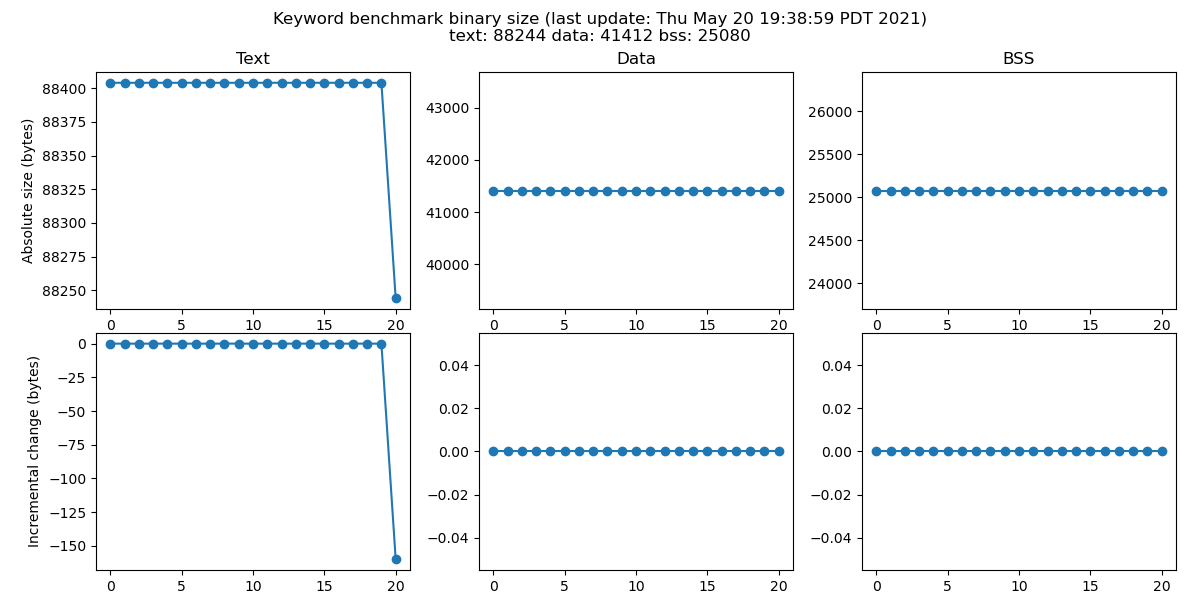 Keyword benchmark binary size (last update: Thu May 20 19:38:59 PDT 2021)
text: 88244 data: 41412 bss: 25080
Text
Data
BSS
Absolute size (bytes)
88400
88375
88350
88325
88300
88275
88250
0 5 10 15 20
43000
42000
41000
40000
0 5 10 15 20
26000
25500
25000
24500
24000
0 5 10 15 20
Incremental change (bytes)
0
−25
−50
−75
−100
−125
−150
0 5 10 15 20
0.04
0.02
0.00
−0.02
−0.04
0 5 10 15 20
0.04
0.02
0.00
−0.02
−0.04
0 5 10 15 20